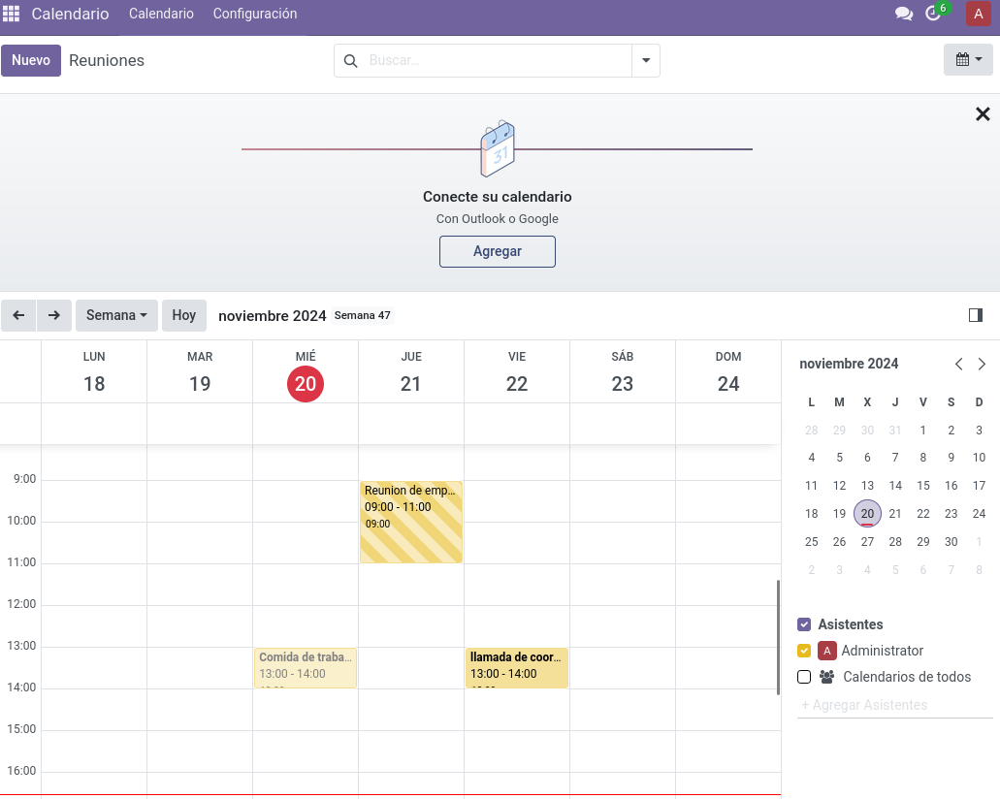 Calendario Calendario Configuración 6 A
Nuevo Reuniones Buscar...
31
Conecte su calendario
Con Outlook o Google
Agregar
Semana Hoy noviembre 2024 Semana 47
LUN MAR MIÉ JUE VIE SÁB DOM
18 19 20 21 22 23 24
9:00
10:00
11:00
12:00
13:00
14:00
15:00
16:00
Reunion de emp...
09:00 - 11:00
09:00
Comida de traba...
13:00 - 14:00
llamada de coor...
13:00 - 14:00
noviembre 2024
L M X J V S D
28 29 30 31 1 2 3
4 5 6 7 8 9 10
11 12 13 14 15 16 17
18 19 20 21 22 23 24
25 26 27 28 29 30 1
2 3 4 5 6 7 8
Asistentes
A Administrator
Calendarios de todos
+ Agregar Asistentes